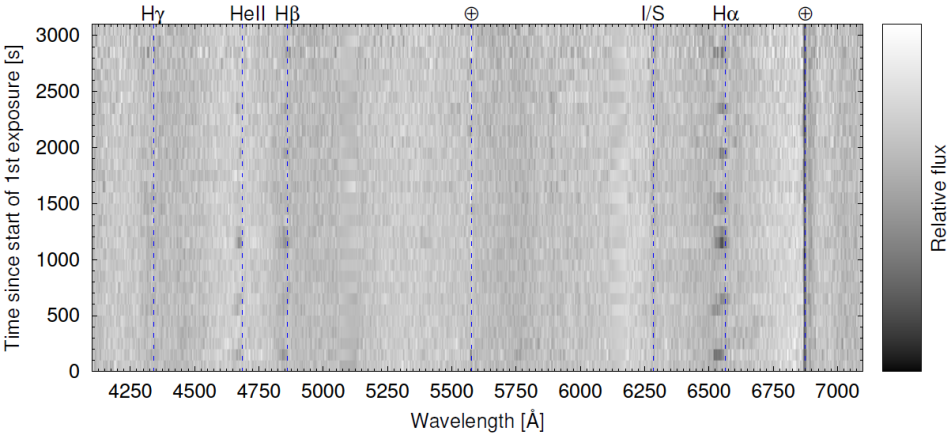 Hγ HeII Hβ ⊕ I/S Hα ⊕
3000
2500
2000
1500
1000
500
0
Time since start of 1st exposure [s]
4250 4500 4750 5000 5250 5500 5750 6000 6250 6500 6750 7000
Wavelength [Å]
Relative flux